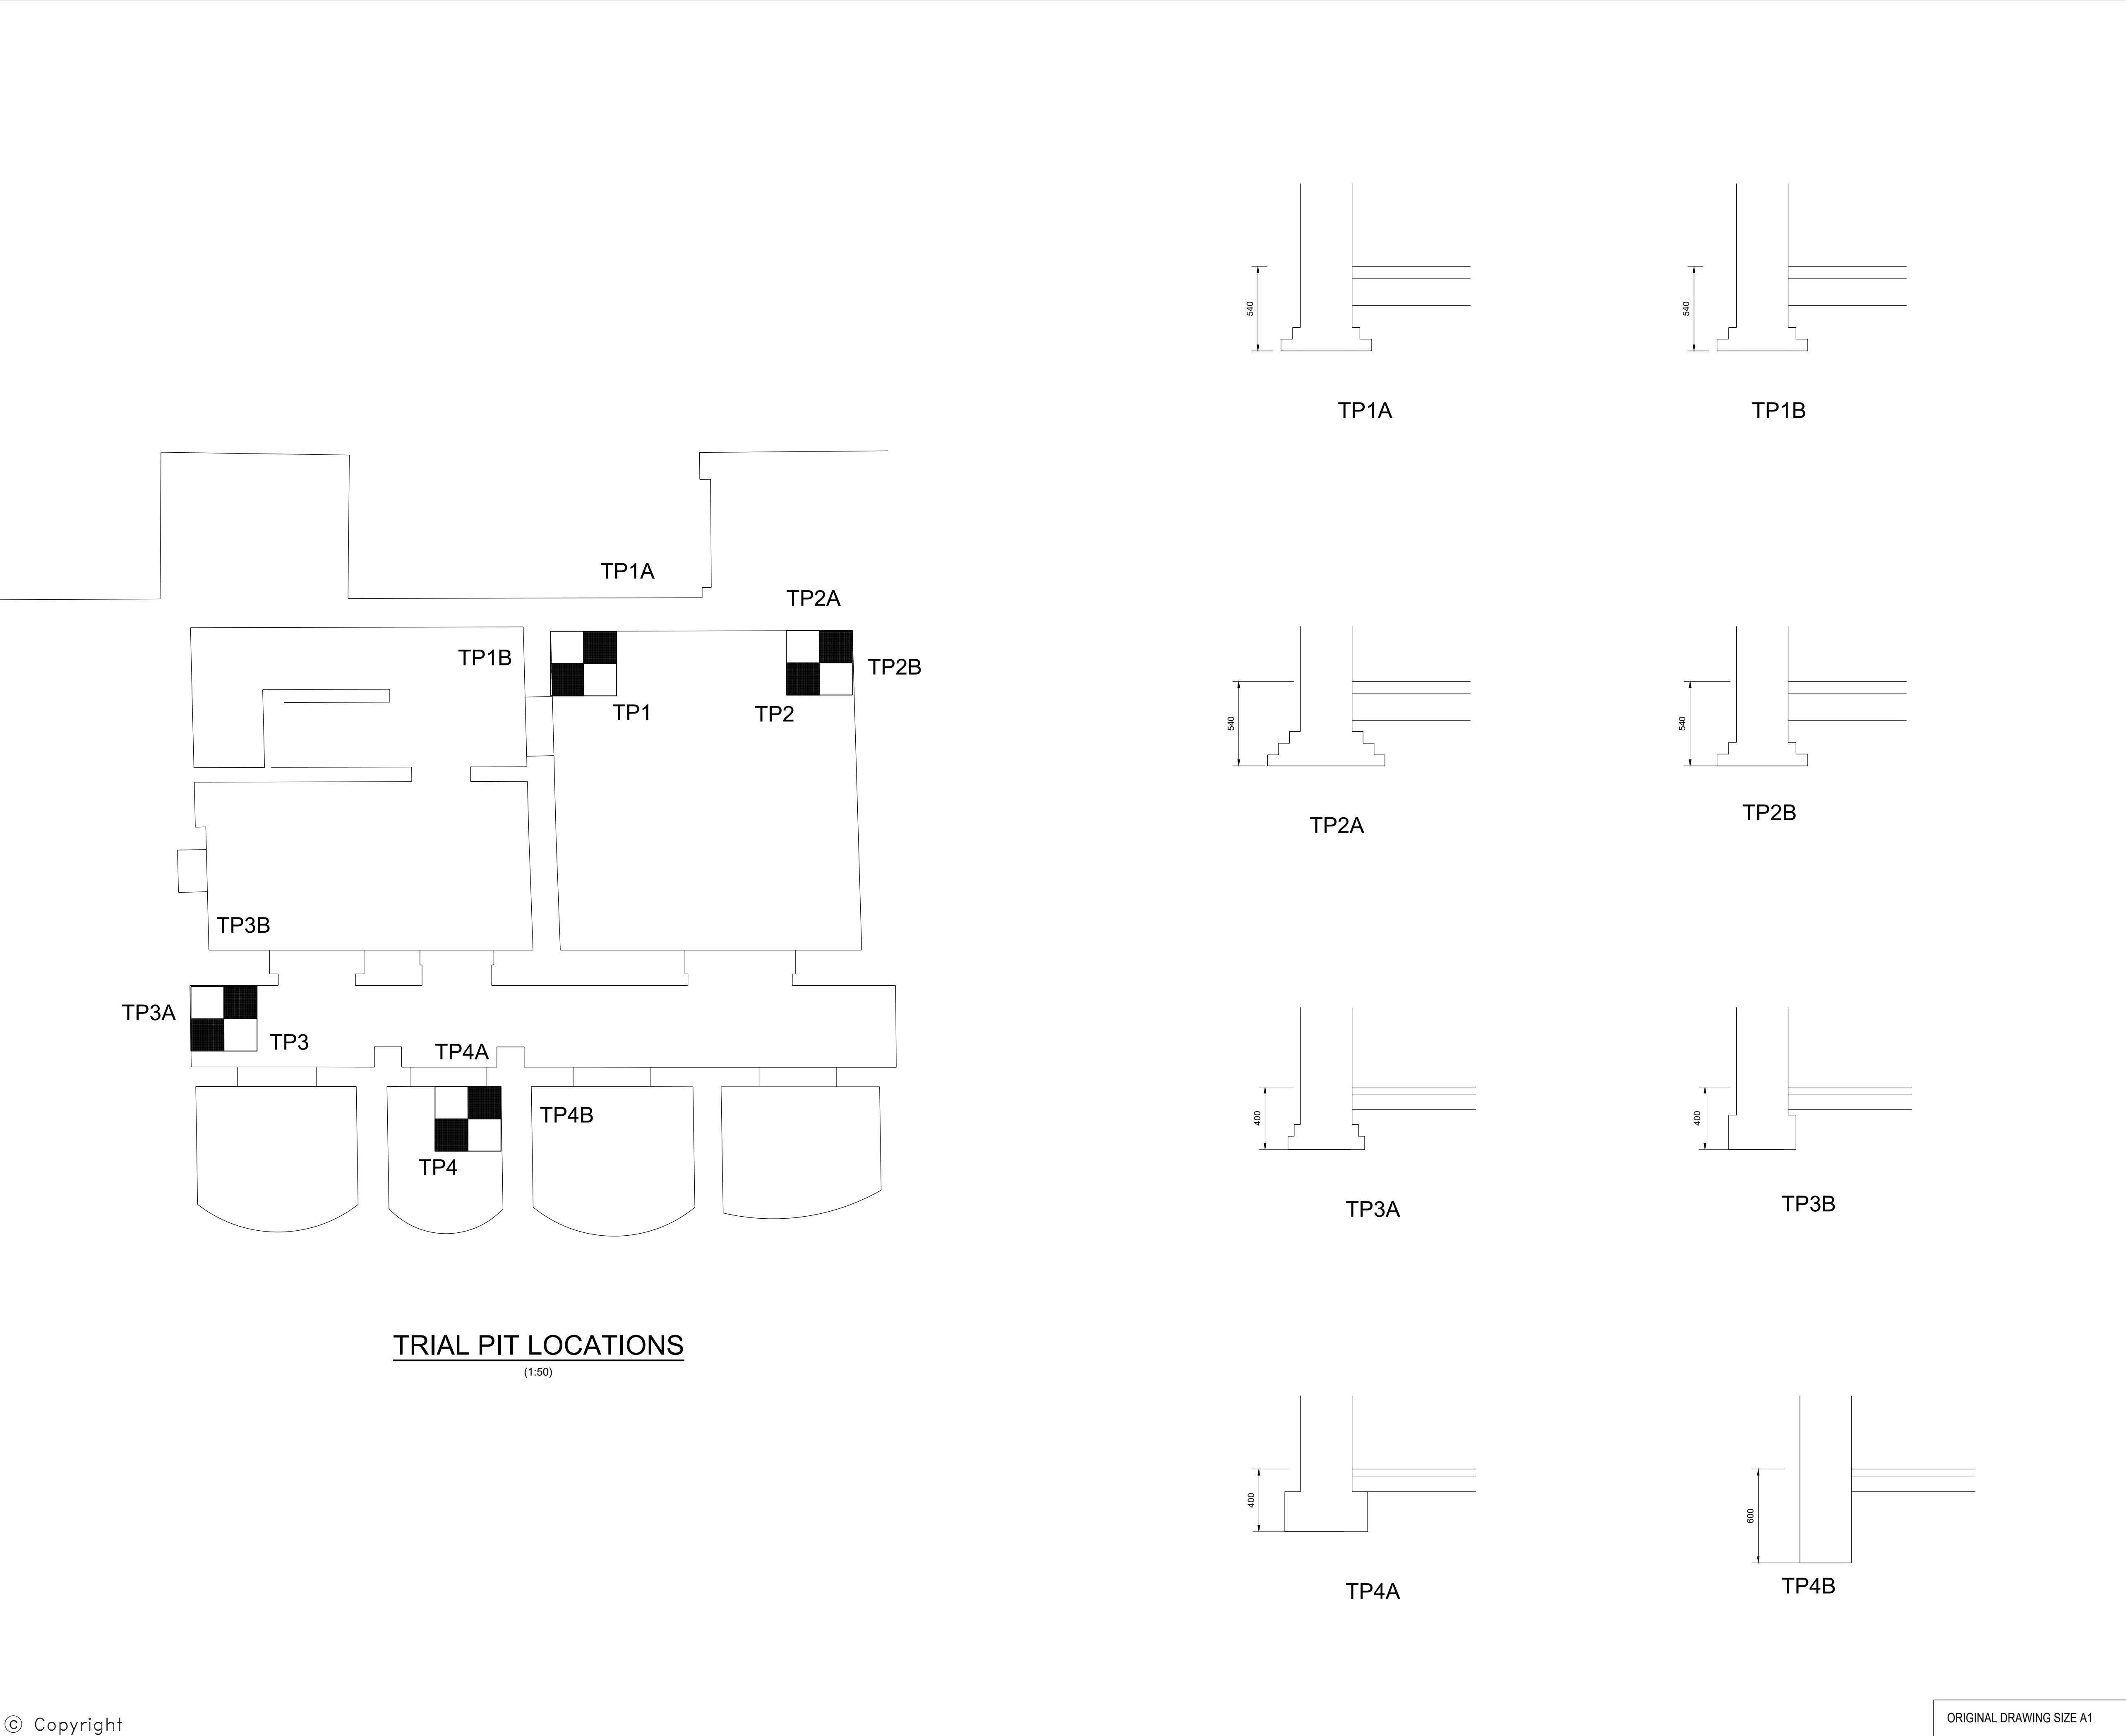 540
540
TP1A
TP1B
TP1A
TP2A
TP1B
TP2B
TP1
TP2
540
540
TP2A
TP2B
TP3B
TP3A
TP3
TP4A
TP4B
TP4
400
400
TP3A
TP3B
TRIAL PIT LOCATIONS
(1:50)
400
600
TP4A
TP4B
© Copyright
ORIGINAL DRAWING SIZE A1